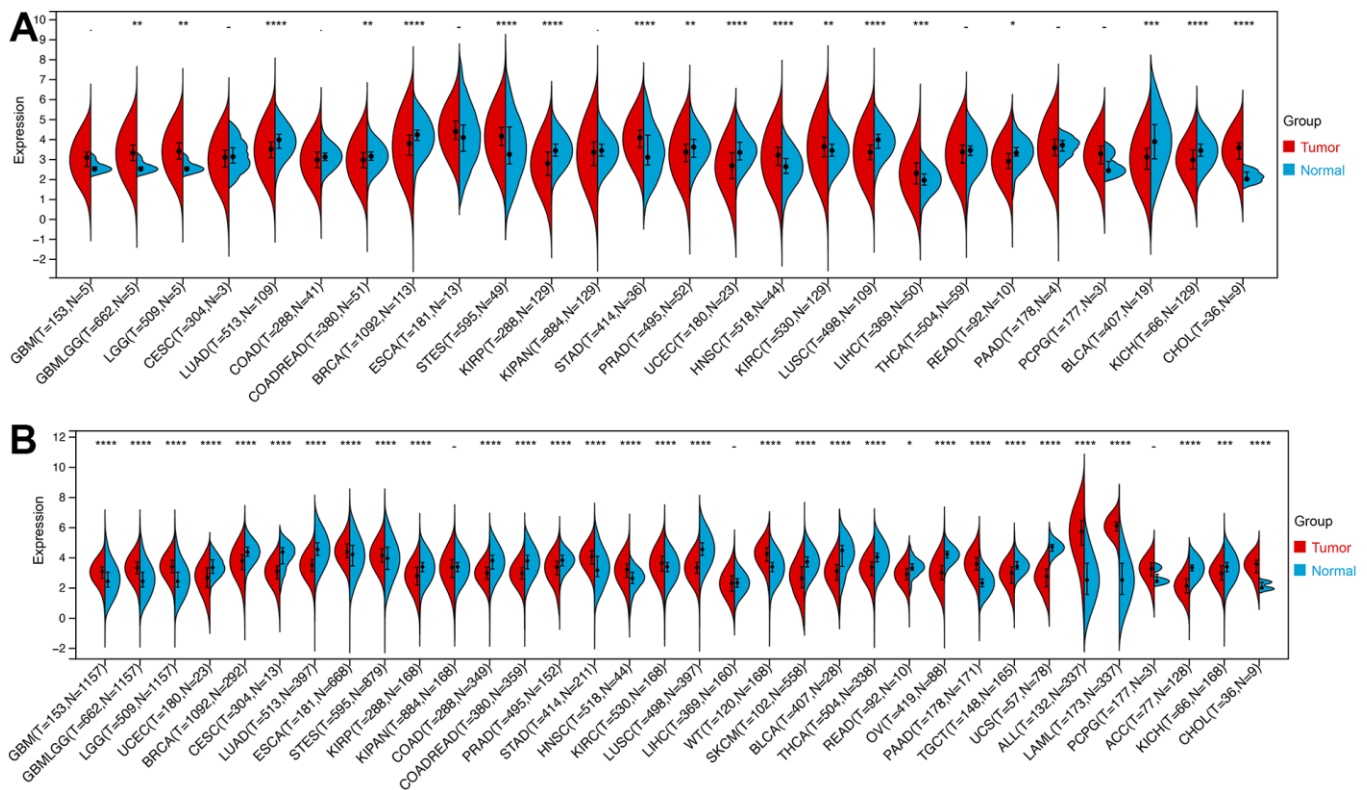 A
- ** ** - **** - ** **** - **** **** - **** ** **** **** ** **** *** - * - - *** **** ****
10
9
8
7
6
5
4
3
2
1
0
−1
−2
Expression
Group
Tumor
Normal
GBM(T=153,N=5)
GBMLGG(T=662,N=5)
LGG(T=509,N=5)
CESC(T=304,N=3)
LUAD(T=513,N=109)
COAD(T=288,N=41)
COADREAD(T=380,N=51)
BRCA(T=1092,N=113)
ESCA(T=181,N=13)
STES(T=595,N=49)
KIRP(T=288,N=129)
KIPAN(T=884,N=129)
STAD(T=414,N=36)
PRAD(T=495,N=52)
UCEC(T=180,N=23)
HNSC(T=518,N=44)
KIRC(T=530,N=129)
LUSC(T=498,N=109)
LIHC(T=369,N=50)
THCA(T=504,N=59)
READ(T=92,N=10)
PAAD(T=178,N=4)
PCPG(T=177,N=3)
BLCA(T=407,N=19)
KICH(T=66,N=129)
CHOL(T=36,N=9)
B
**** **** **** **** **** **** **** **** **** **** - **** **** **** **** **** **** **** - **** **** **** **** * **** **** **** **** **** **** - **** *** ****
12
10
8
6
4
2
0
−2
Expression
Group
Tumor
Normal
GBM(T=153,N=1157)
GBMLGG(T=662,N=1157)
LGG(T=509,N=1157)
UCEC(T=180,N=23)
BRCA(T=1092,N=292)
CESC(T=304,N=13)
LUAD(T=513,N=397)
ESCA(T=181,N=668)
STES(T=595,N=879)
KIRP(T=288,N=168)
KIPAN(T=884,N=168)
COAD(T=288,N=349)
COADREAD(T=380,N=359)
PRAD(T=495,N=152)
STAD(T=414,N=211)
HNSC(T=518,N=44)
KIRC(T=530,N=168)
LUSC(T=498,N=397)
LIHC(T=369,N=160)
WT(T=120,N=168)
SKCM(T=102,N=558)
BLCA(T=407,N=28)
THCA(T=504,N=338)
READ(T=92,N=10)
OV(T=419,N=88)
PAAD(T=178,N=171)
TGCT(T=148,N=165)
UCS(T=57,N=78)
ALL(T=132,N=337)
LAML(T=173,N=337)
PCPG(T=177,N=3)
ACC(T=77,N=128)
KICH(T=66,N=168)
CHOL(T=36,N=9)